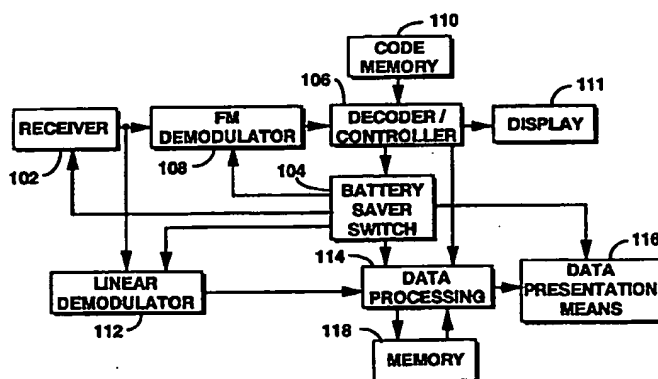 110
CODE
MEMORY
106
111
RECEIVER
FM
DEMODULATOR
DECODER /
CONTROLLER
DISPLAY
102
108
104
BATTERY
SAVER
SWITCH
116
114
LINEAR
DEMODULATOR
DATA
PROCESSING
DATA
PRESENTATION
MEANS
112
118
MEMORY